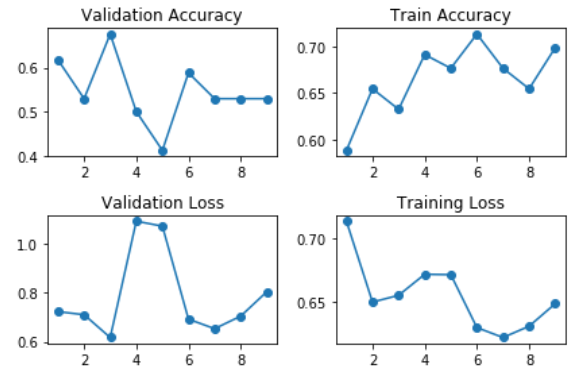 Validation Accuracy
0.6
0.5
0.4
2 4 6 8
Train Accuracy
0.70
0.65
0.60
2 4 6 8
Validation Loss
1.0
0.8
0.6
2 4 6 8
Training Loss
0.70
0.65
2 4 6 8